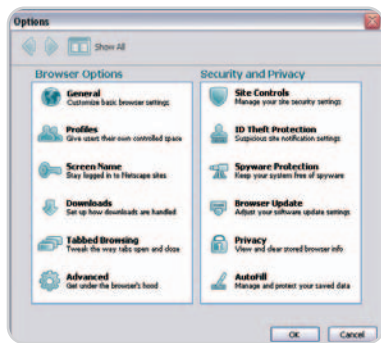 Options
Show All
Browser Options
General
Customize basic browser settings
Profiles
Give users their own controlled space
Screen Name
Stay logged in to Netscape sites
Downloads
Set up how downloads are handled
Tabbed Browsing
Tweak the way tabs open and close
Advanced
Get under the browser's hood
Security and Privacy
Site Controls
Manage your site security settings
ID Theft Protection
Suspicious site notification settings
Spyware Protection
Keep your system free of spyware
Browser Update
Adjust your software update settings
Privacy
View and clear stored browser info
AutoFill
Manage and protect your saved data
OK
Cancel